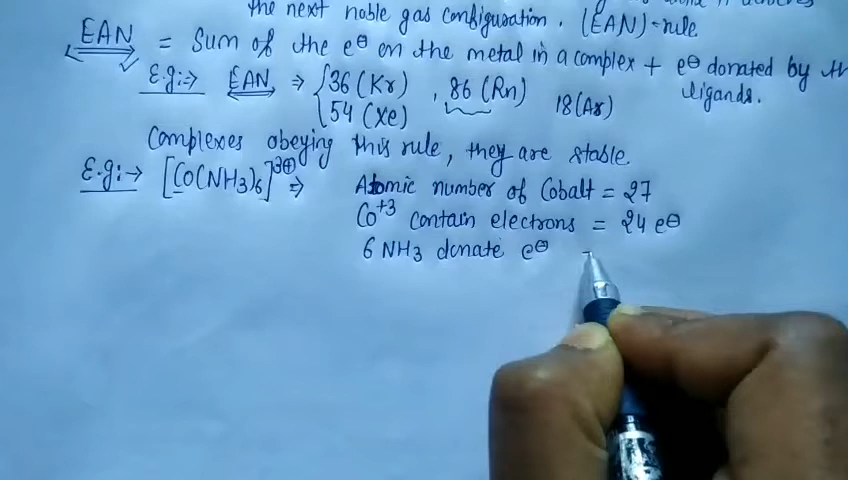 the next noble gas configuration. (EAN)-rule.
EAN = Sum of the e⊖ on the metal in a complex + e⊖ donated by th
ligands.
E.g:→ EAN ⇒ {36 (Kr), 86 (Rn) 18 (Ar)
54 (Xe)
Complexes obeying this rule, they are stable.
E.g:→ [Co(NH3)6]3⊕ ⇒ Atomic number of Cobalt = 27
Co+3 contain electrons = 24 e⊖
6 NH3 donate e⊖